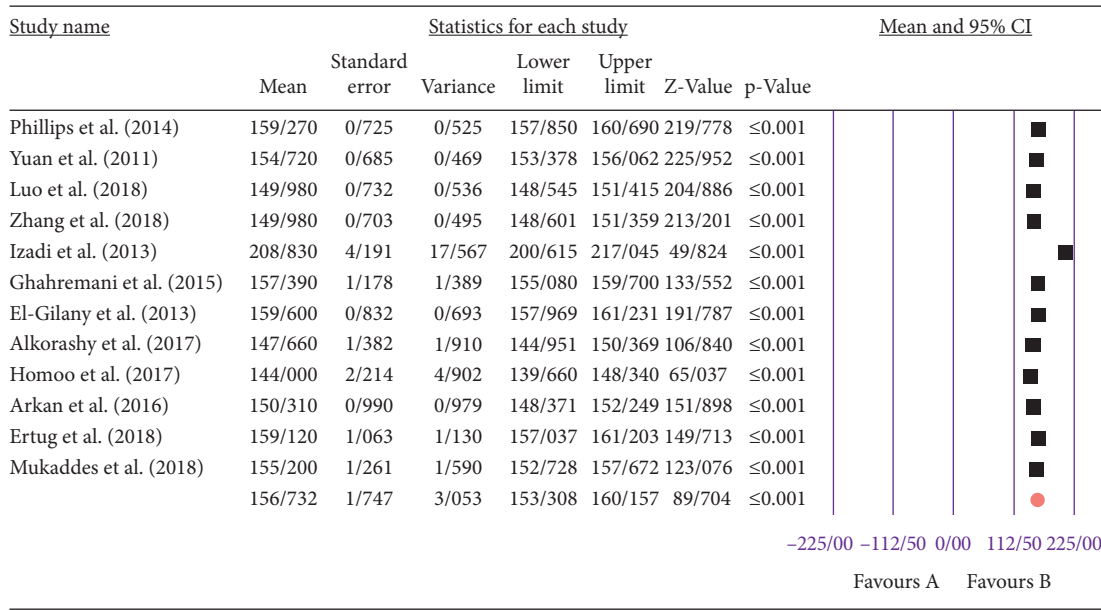 Study name Statistics for each study Mean and 95% CI
Mean Standard error Variance Lower limit Upper limit Z-Value p-Value
Phillips et al. (2014) 159/270 0/725 0/525 157/850 160/690 219/778 ≤0.001
Yuan et al. (2011) 154/720 0/685 0/469 153/378 156/062 225/952 ≤0.001
Luo et al. (2018) 149/980 0/732 0/536 148/545 151/415 204/886 ≤0.001
Zhang et al. (2018) 149/980 0/703 0/495 148/601 151/359 213/201 ≤0.001
Izadi et al. (2013) 208/830 4/191 17/567 200/615 217/045 49/824 ≤0.001
Ghahremani et al. (2015) 157/390 1/178 1/389 155/080 159/700 133/552 ≤0.001
El-Gilany et al. (2013) 159/600 0/832 0/693 157/969 161/231 191/787 ≤0.001
Alkorashy et al. (2017) 147/660 1/382 1/910 144/951 150/369 106/840 ≤0.001
Homoo et al. (2017) 144/000 2/214 4/902 139/660 148/340 65/037 ≤0.001
Arkan et al. (2016) 150/310 0/990 0/979 148/371 152/249 151/898 ≤0.001
Ertug et al. (2018) 159/120 1/063 1/130 157/037 161/203 149/713 ≤0.001
Mukaddes et al. (2018) 155/200 1/261 1/590 152/728 157/672 123/076 ≤0.001
156/732 1/747 3/053 153/308 160/157 89/704 ≤0.001
–225/00 –112/50 0/00 112/50 225/00
Favours A Favours B